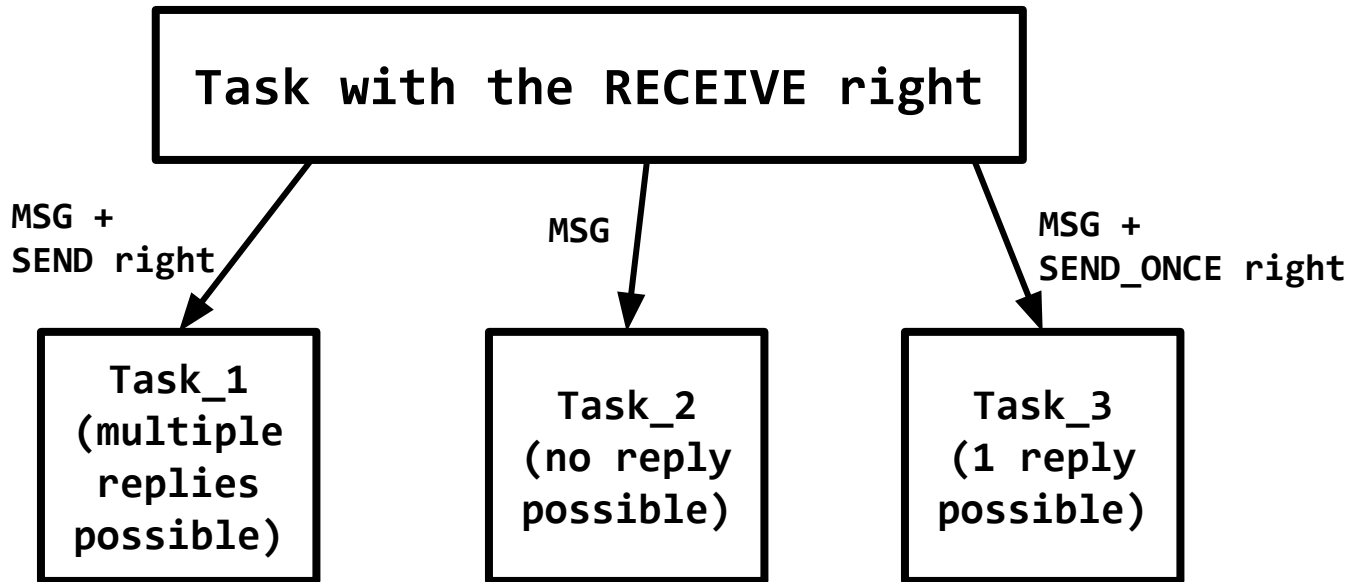 Task with the RECEIVE right
MSG +
SEND right
MSG
MSG +
SEND_ONCE right
Task_1
(multiple
replies
possible)
Task_2
(no reply
possible)
Task_3
(1 reply
possible)